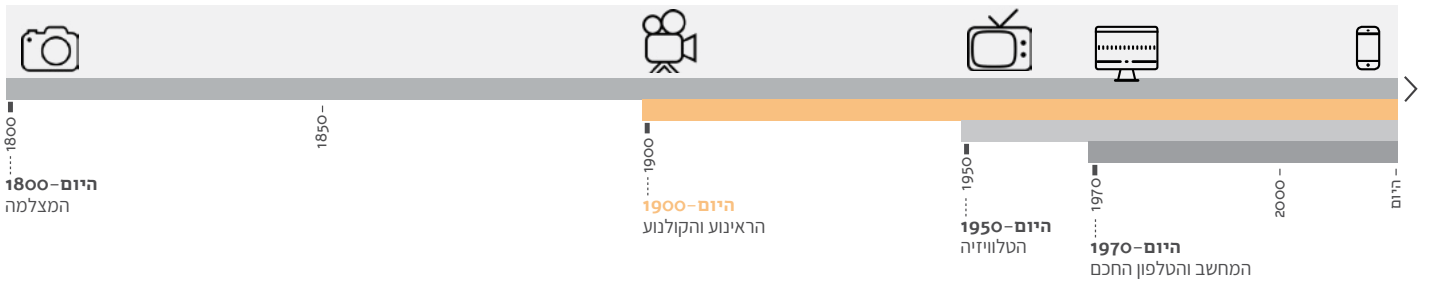 1800
1850
1900
1950
1970
2000
היום
1800–היום
המצלמה
1900–היום
הראינוע והקולנוע
1950–היום
הטלוויזיה
1970–היום
המחשב והטלפון החכם